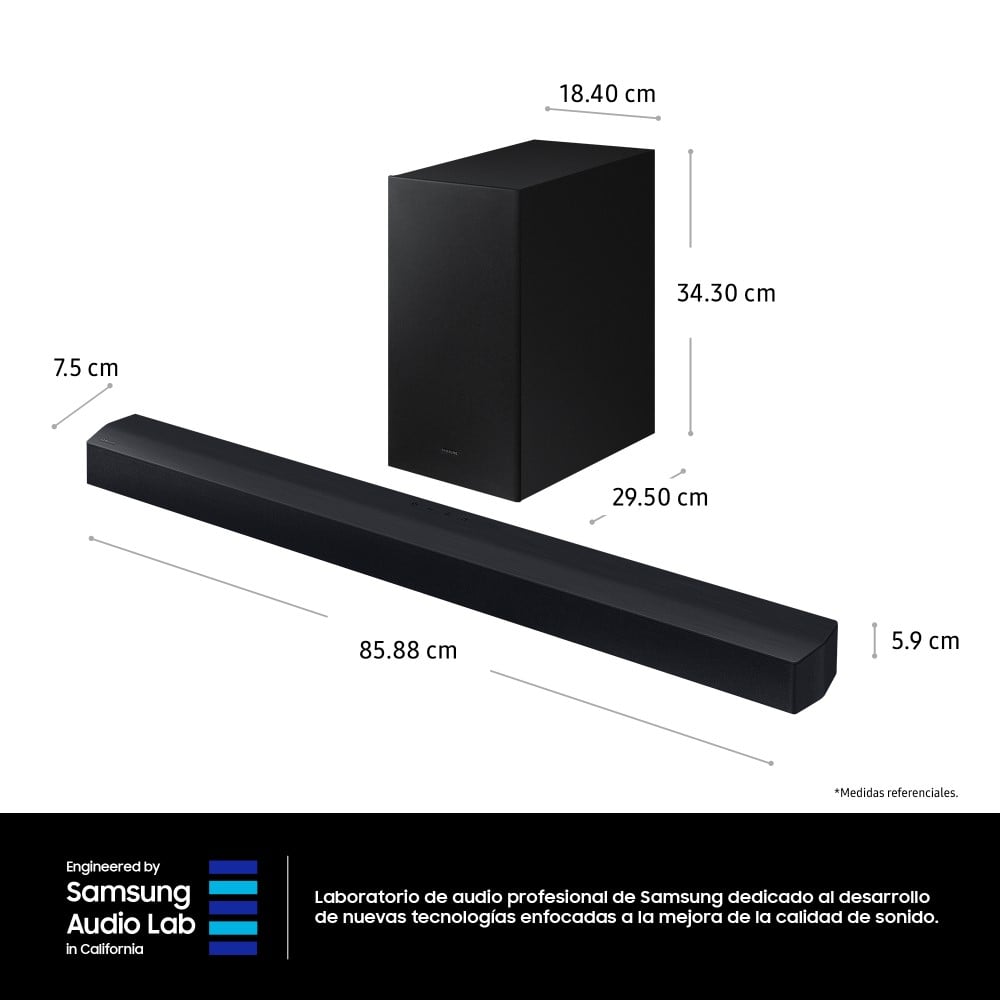 18.40 cm
34.30 cm
7.5 cm
29.50 cm
85.88 cm
5.9 cm
*Medidas referenciales.
Engineered by
Samsung
Audio Lab
in California
Laboratorio de audio profesional de Samsung dedicado al desarrollo
de nuevas tecnologías enfocadas a la mejora de la calidad de sonido.